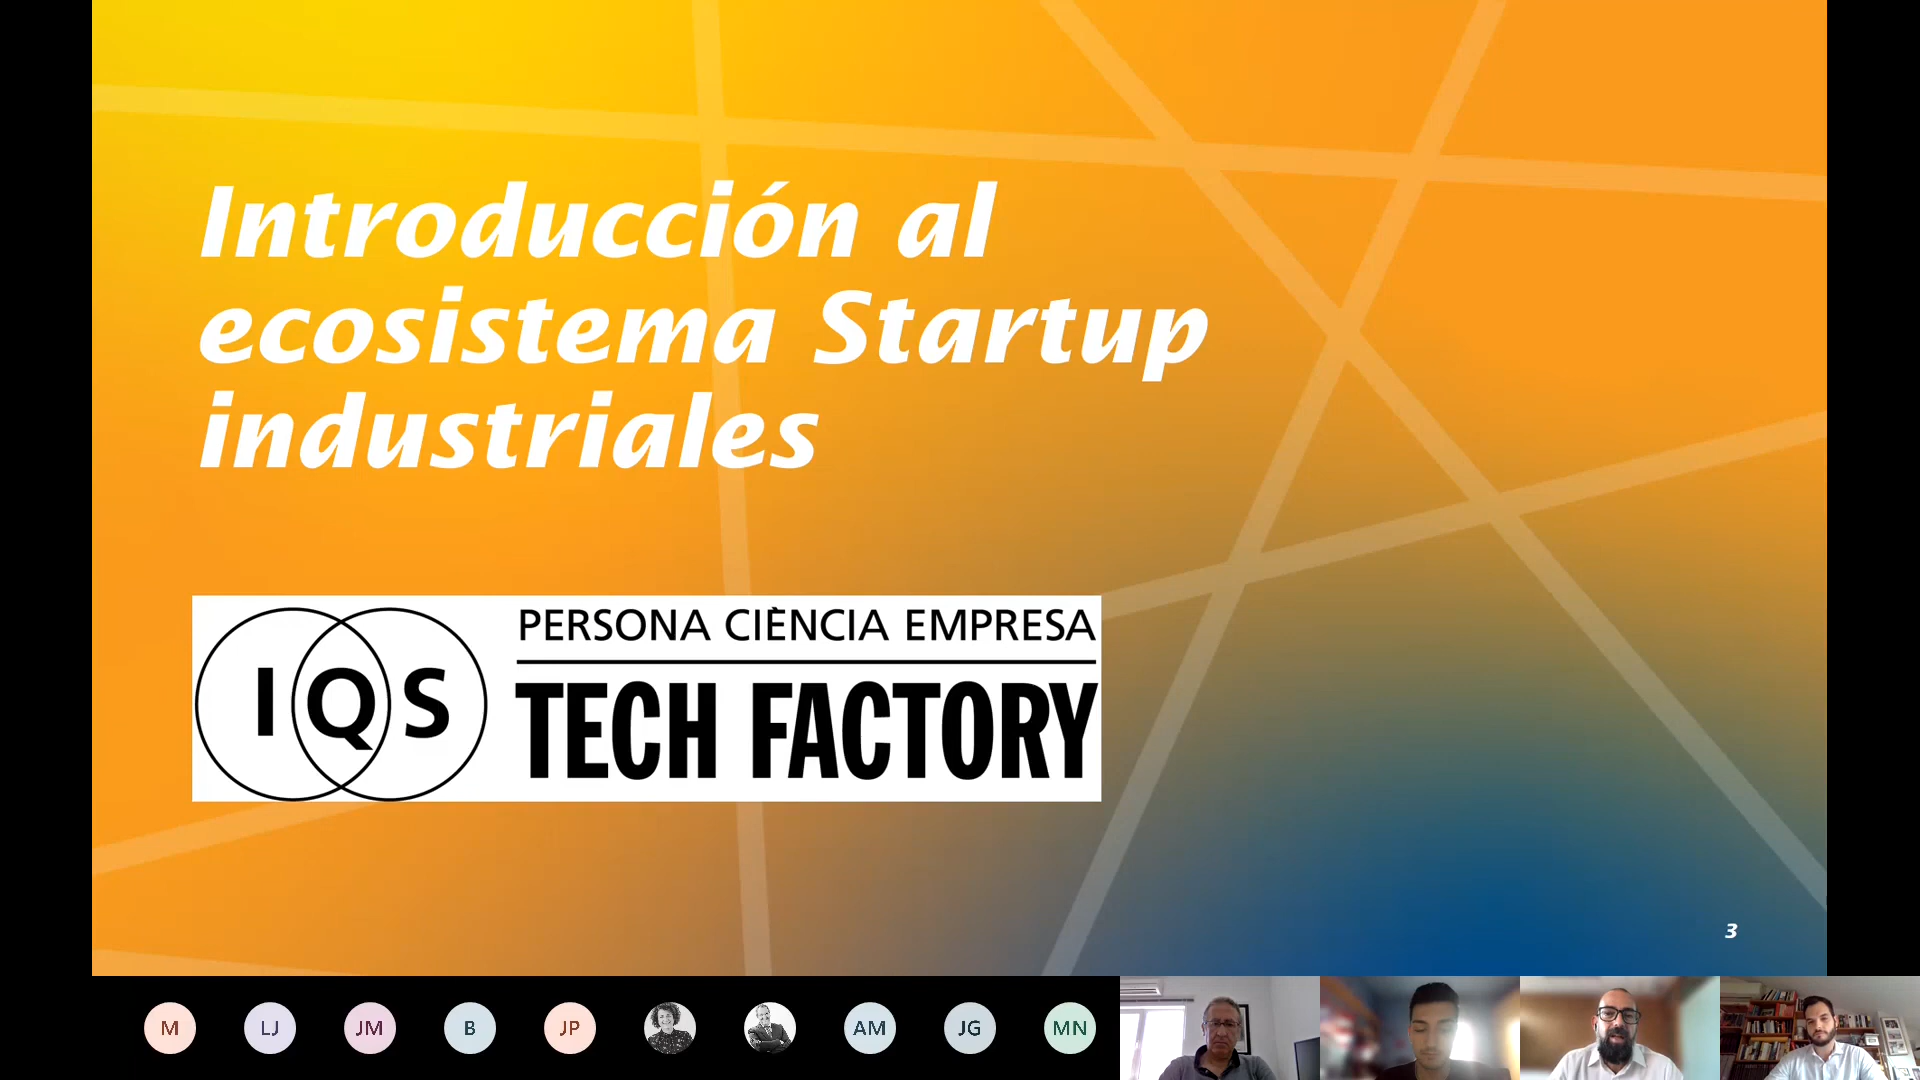 Introducción al
ecosistema Startup
industriales
PERSONA CIÈNCIA EMPRESA
IQS
TECH FACTORY
3
M
LJ
JM
B
JP
AM
JG
MN